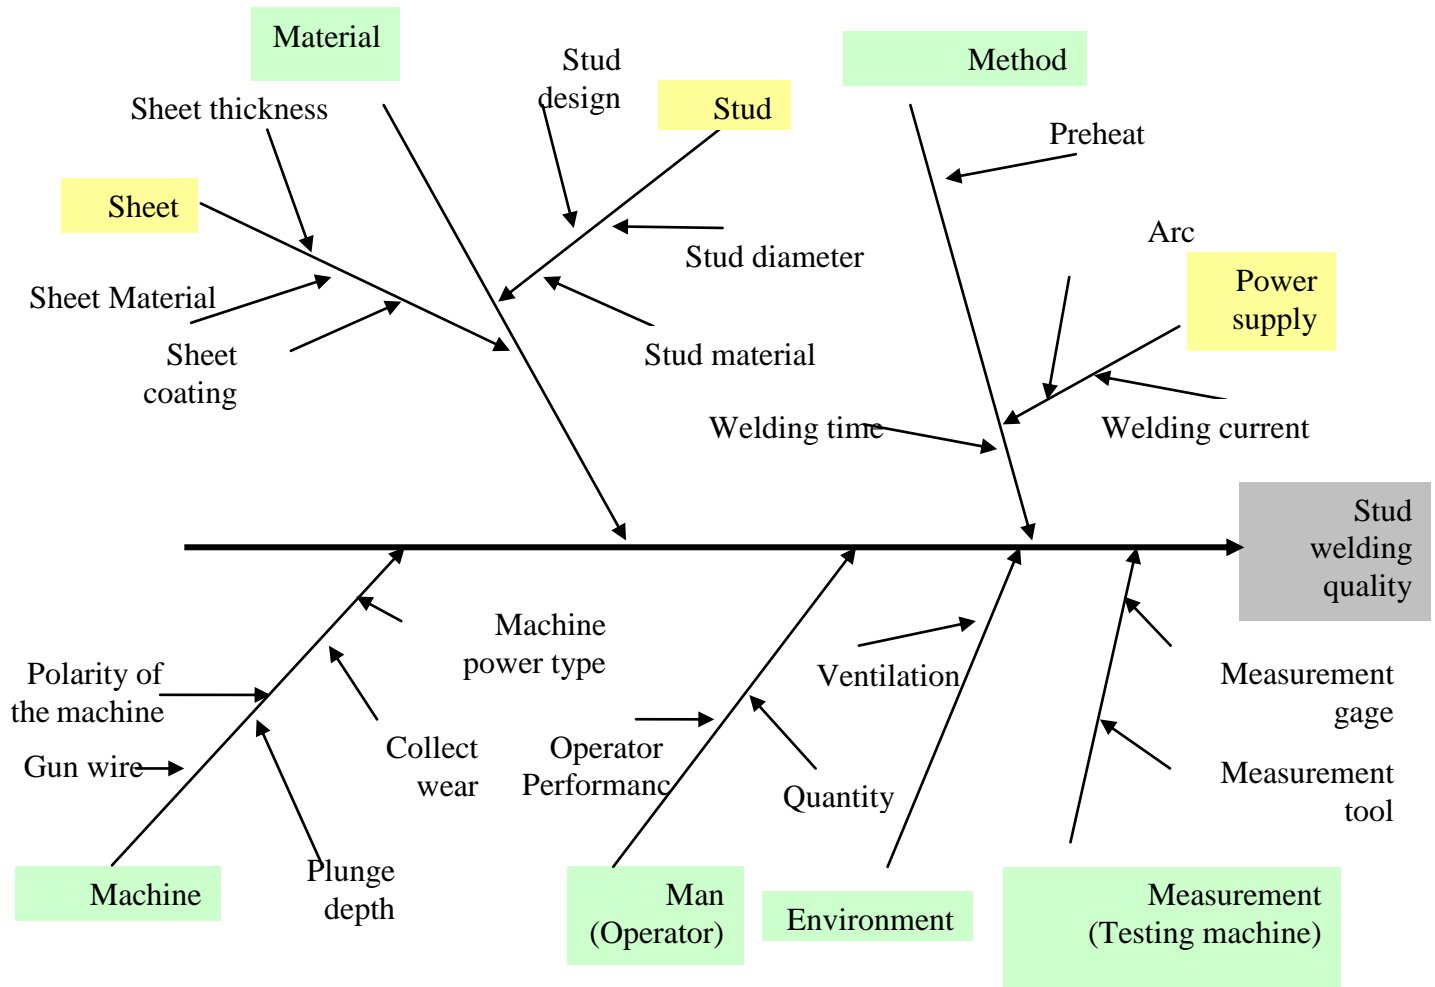 Material
Method
Stud
design
Sheet thickness
Stud
Preheat
Sheet
Arc
Stud diameter
Power
supply
Sheet Material
Sheet
coating
Stud material
Welding time
Welding current
Stud
welding
quality
Machine
power type
Polarity of
the machine
Ventilation
Measurement
gage
Gun wire
Collect
wear
Operator
Performanc
Quantity
Measurement
tool
Plunge
depth
Machine
Man
(Operator)
Environment
Measurement
(Testing machine)